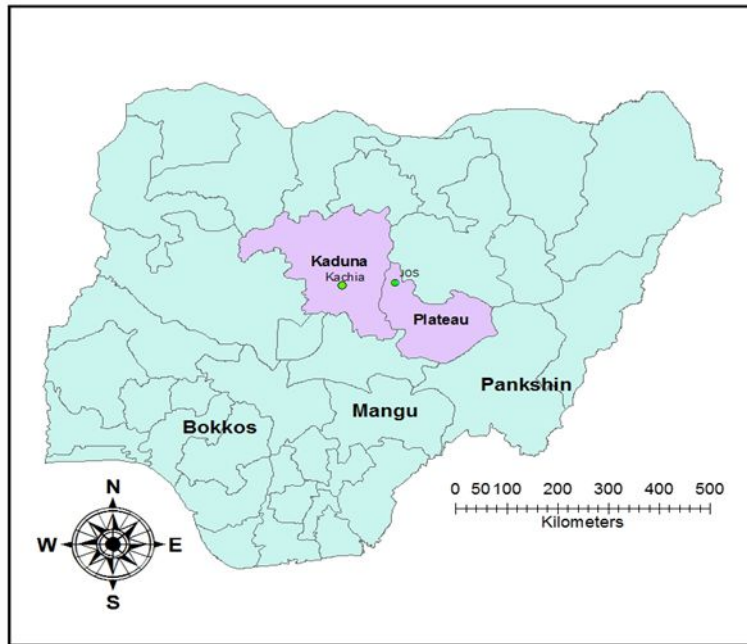 Kaduna
Kachia
JOS
Plateau
Pankshin
Mangu
Bokkos
0 50 100 200 300 400 500
Kilometers
N
W E
S